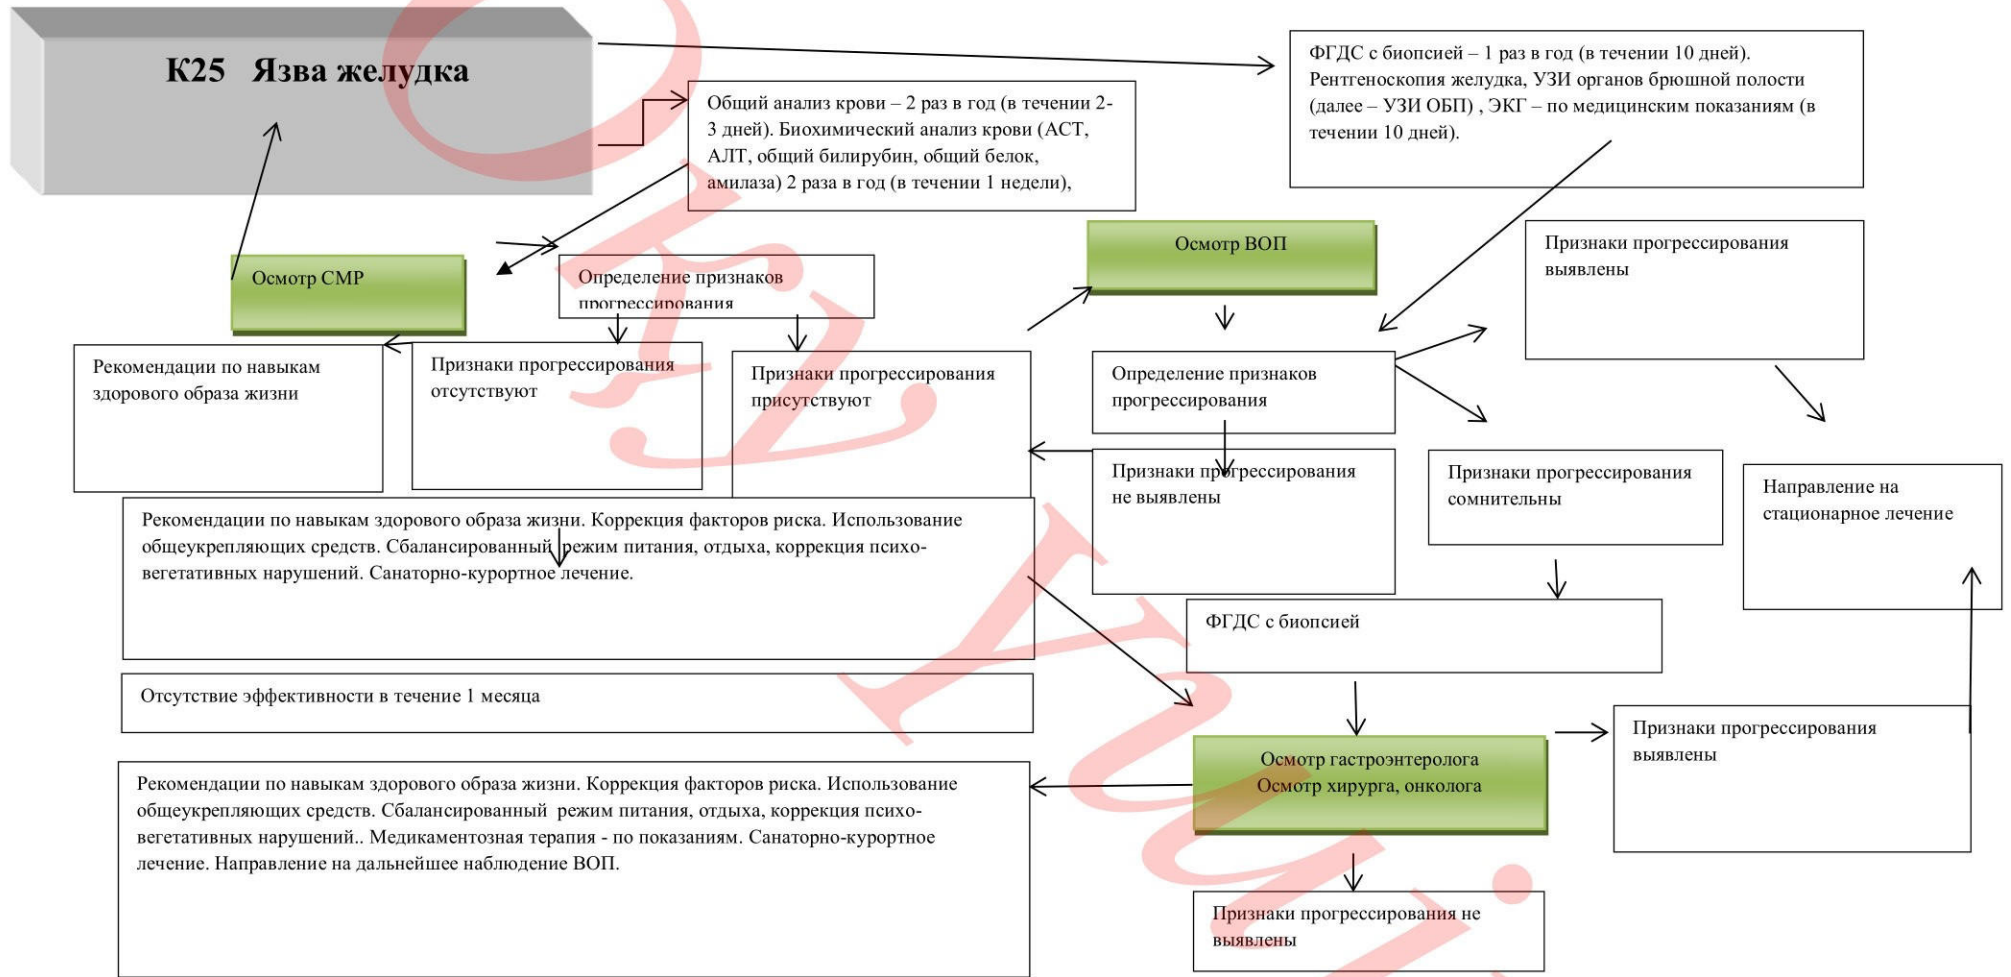 К25 Язва желудка
ФГДС с биопсией – 1 раз в год (в течении 10 дней).
Рентгеноскопия желудка, УЗИ органов брюшной полости
(далее – УЗИ ОБП) , ЭКГ – по медицинским показаниям (в
течении 10 дней).
Общий анализ крови – 2 раз в год (в течении 2-
3 дней). Биохимический анализ крови (АСТ,
АЛТ, общий билирубин, общий белок,
амилаза) 2 раза в год (в течении 1 недели),
Осмотр СМР
Определение признаков
прогрессирования
Осмотр ВОП
Признаки прогрессирования
выявлены
Рекомендации по навыкам
здорового образа жизни
Признаки прогрессирования
отсутствуют
Признаки прогрессирования
присутствуют
Определение признаков
прогрессирования
Признаки прогрессирования
не выявлены
Признаки прогрессирования
сомнительны
Направление на
стационарное лечение
Рекомендации по навыкам здорового образа жизни. Коррекция факторов риска. Использование
общеукрепляющих средств. Сбалансированный режим питания, отдыха, коррекция психо-
вегетативных нарушений. Санаторно-курортное лечение.
ФГДС с биопсией
Отсутствие эффективности в течение 1 месяца
Осмотр гастроэнтеролога
Осмотр хирурга, онколога
Признаки прогрессирования
выявлены
Рекомендации по навыкам здорового образа жизни. Коррекция факторов риска. Использование
общеукрепляющих средств. Сбалансированный режим питания, отдыха, коррекция психо-
вегетативных нарушений.. Медикаментозная терапия - по показаниям. Санаторно-курортное
лечение. Направление на дальнейшее наблюдение ВОП.
Признаки прогрессирования не
выявлены